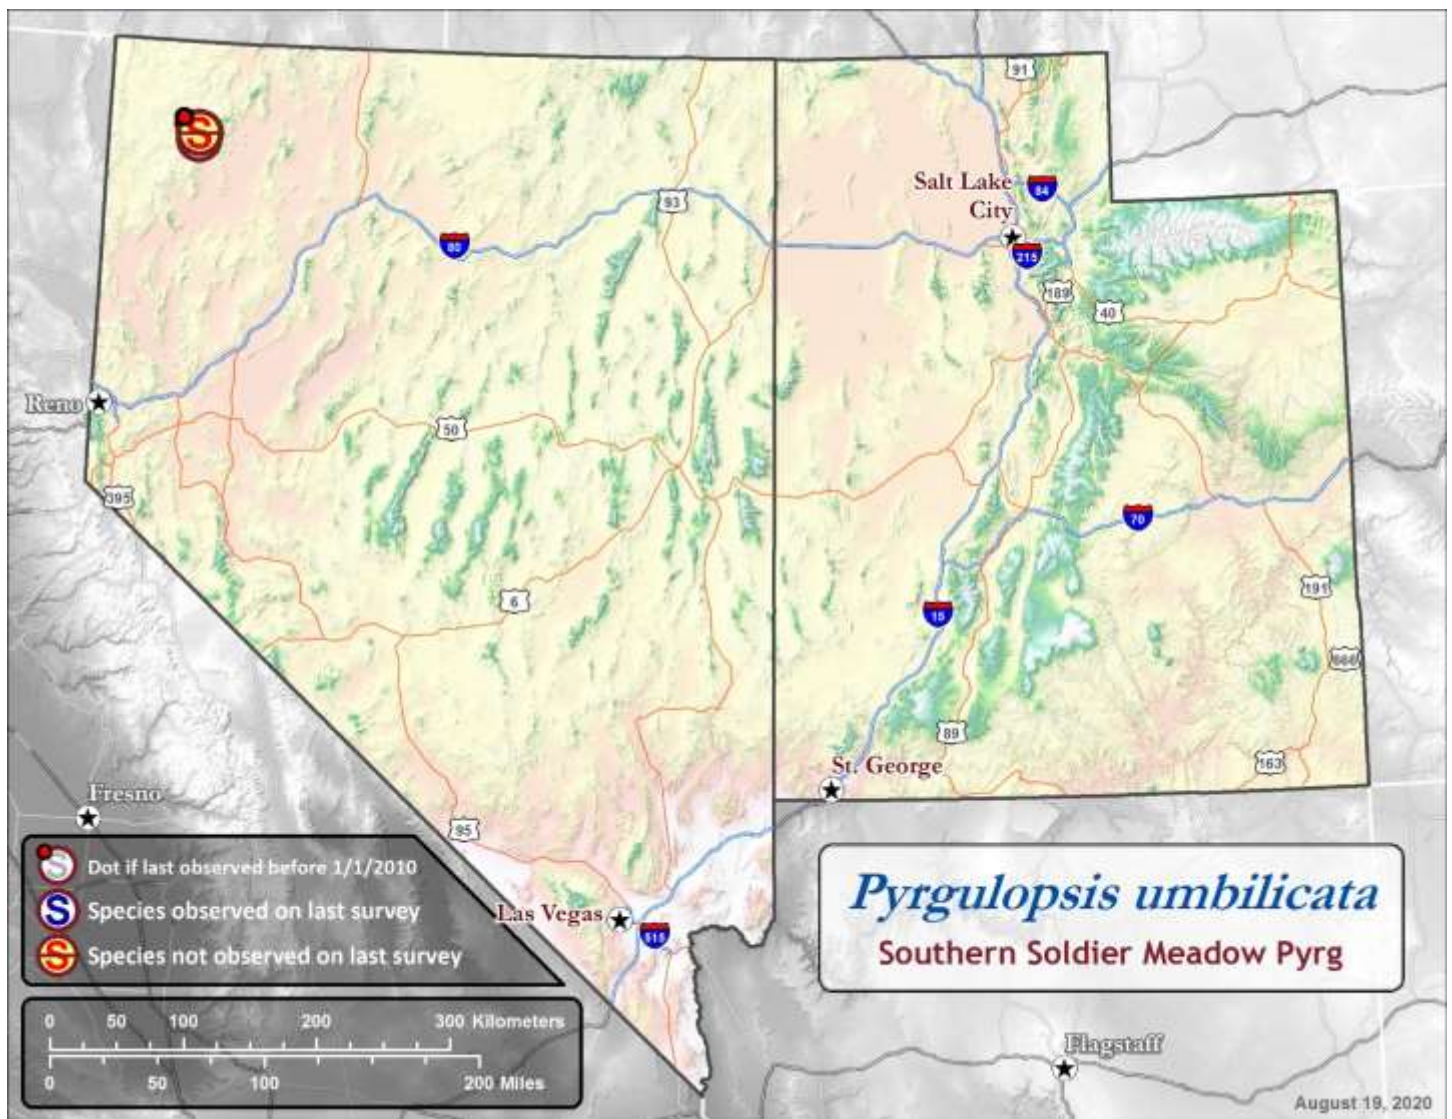 91
Salt Lake
City
84
93
80
215
189
40
Reno
50
395
70
6
191
15
666
89
St. George
163
Fresno
95
Dot if last observed before 1/1/2010
Species observed on last survey
Species not observed on last survey
Las Vegas
515
Pyrgulopsis umbilicata
Southern Soldier Meadow Pyrg
0 50 100 200 300 Kilometers
0 50 100 200 Miles
Flagstaff
August 19, 2020
S
S
S
S